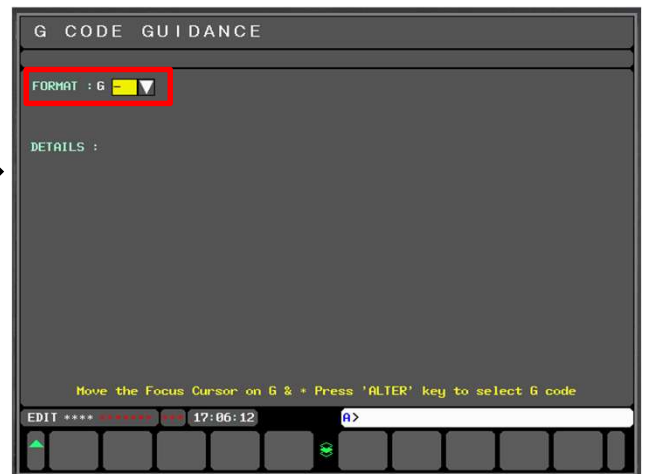 G CODE GUIDANCE
FORMAT : G -
DETAILS :
Move the Focus Cursor on G & * Press 'ALTER' key to select G code
EDIT **** ******* *** 17:06:12 A>